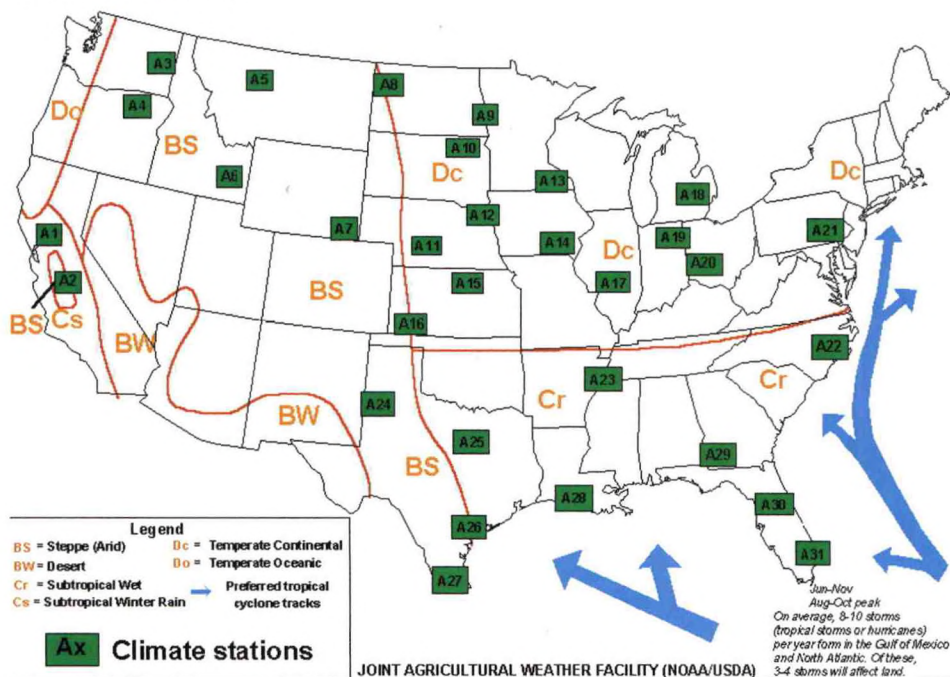 A3
A5
A8
Do
A4
A9
BS
A10
Dc
Dc
A6
A13
A18
A12
A1
A7
A11
A14
A19
A21
A2
Dc
A20
BS
A15
A17
BS
Cs
BW
A16
A22
A23
Cr
Cr
A24
BW
A25
BS
A29
A28
A30
A26
A31
A27
Legend
BS = Steppe (Arid)
BW = Desert
Cr = Subtropical Wet
Cs = Subtropical Winter Rain
Dc = Temperate Continental
Do = Temperate Oceanic
Preferred tropical
cyclone tracks
Ax Climate stations
JOINT AGRICULTURAL WEATHER FACILITY (NOAA/USDA)
Jun-Nov
Aug-Oct peak
On average, 8-10 storms
(tropical storms or hurricanes)
per year form in the Gulf of Mexico
and North Atlantic. Of these,
3-4 storms will affect land.